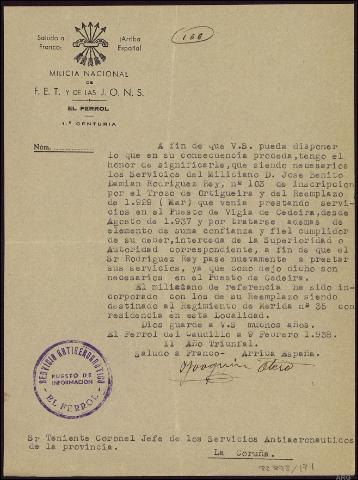 Saludo a Franco:
¡Arriba España!
(166)
MILICIA NACIONAL
DE
F. E. T. Y DE LAS J. O. N. S.
EL FERROL
1.ª CENTURIA
Núm.
A fin de que V.S. pueda disponer
lo que en su consecuencia proceda, tengo el
honor de significarle, que siendo necesarios
los Servicios del Miliciano D. Jose Benito
Damian Rodriguez Rey, nº 103 de Inscripcion
por el Trozo de Ortigueira y del Reemplazo
de 1.929 ( Mar) que venia prestando servi-
cios en el Puesto de Vigia de Cedeira, desde
Agosto de 1.937 y por tratarse ademas de
elemento de suma confianza y fiel cumplidor
de su deber, interceda de la Superioridad o
Autoridad correspondiente, a fin de que el
Sr Rodriguez Rey pase nuevamente a prestar
sus servicios, ya que como dejo dicho son
necesarios en el Puesto de Cedeira.
El miliciano de referencia ha sido in-
corporado con los de su Reemplazo siendo
destinado al Regimiento de Merida nº 35 con
residencia en esta Localidad.
Dios guarde a V.S muchos años.
El Ferrol del Caudillo a 9 Febrero 1.938.
II Año Triunfal.
Saludo a Franco- Arriba España.
Joaquin Otero
SERVICIO ANTIAERONAUTICO
PUESTO DE
INFORMACION
EL FERROL
Sr Teniente Coronel Jefe de los Servicios Antiaeronauticos
de la provincia.
La Coruña.